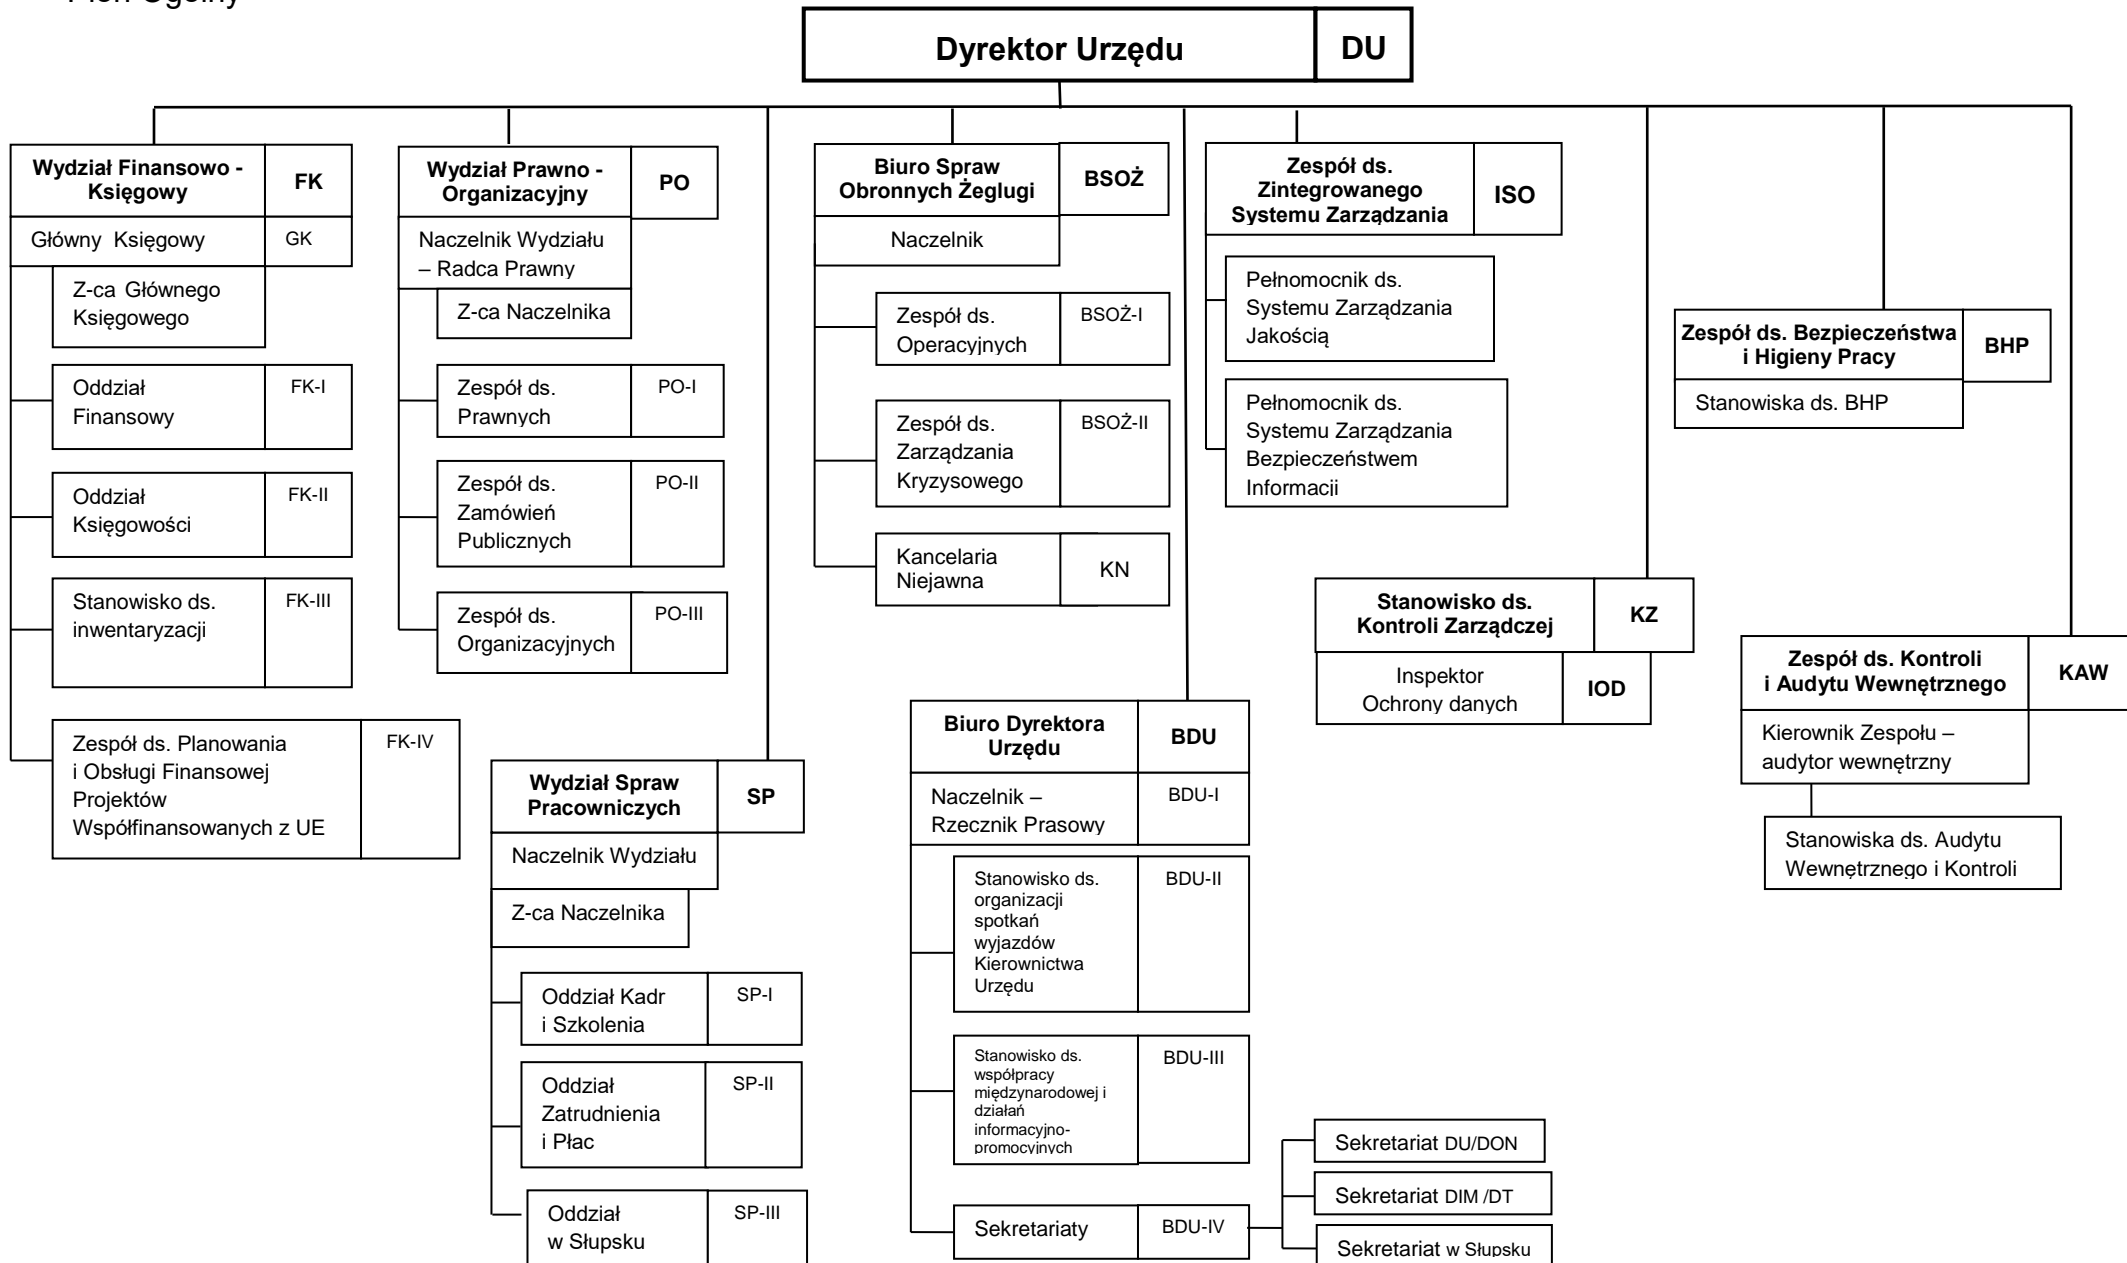 Pion Ogólny
Dyrektor Urzędu DU
Wydział Finansowo -
Księgowy
FK
Główny Księgowy GK
Z-ca Głównego
Księgowego
Oddział
Finansowy
FK-I
Oddział
Księgowości
FK-II
Stanowisko ds.
inwentaryzacji
FK-III
Zespół ds. Planowania
i Obsługi Finansowej
Projektów
Współfinansowanych z UE
FK-IV
Wydział Prawno -
Organizacyjny
PO
Naczelnik Wydziału
– Radca Prawny
Z-ca Naczelnika
Zespół ds.
Prawnych
PO-I
Zespół ds.
Zamówień
Publicznych
PO-II
Zespół ds.
Organizacyjnych
PO-III
Wydział Spraw
Pracowniczych
SP
Naczelnik Wydziału
Z-ca Naczelnika
Oddział Kadr
i Szkolenia
SP-I
Oddział
Zatrudnienia
i Płac
SP-II
Oddział
w Słupsku
SP-III
Biuro Spraw
Obronnych Żeglugi
BSOŻ
Naczelnik
Zespół ds.
Operacyjnych
BSOŻ-I
Zespół ds.
Zarządzania
Kryzysowego
BSOŻ-II
Kancelaria
Niejawna
KN
Biuro Dyrektora
Urzędu
BDU
Naczelnik –
Rzecznik Prasowy
BDU-I
Stanowisko ds.
organizacji
spotkań
wyjazdów
Kierownictwa
Urzędu
BDU-II
Stanowisko ds.
współpracy
międzynarodowej i
działań
informacyjno-
promocyjnych
BDU-III
Sekretariaty
BDU-IV
Sekretariat DU/DON
Sekretariat DIM /DT
Sekretariat w Słupsku
Zespół ds.
Zintegrowanego
Systemu Zarządzania
ISO
Pełnomocnik ds.
Systemu Zarządzania
Jakością
Pełnomocnik ds.
Systemu Zarządzania
Bezpieczeństwem
Informacji
Stanowisko ds.
Kontroli Zarządczej
KZ
Inspektor
Ochrony danych
IOD
Zespół ds. Bezpieczeństwa
i Higieny Pracy
BHP
Stanowiska ds. BHP
Zespół ds. Kontroli
i Audytu Wewnętrznego
KAW
Kierownik Zespołu –
audytor wewnętrzny
Stanowiska ds. Audytu
Wewnętrznego i Kontroli